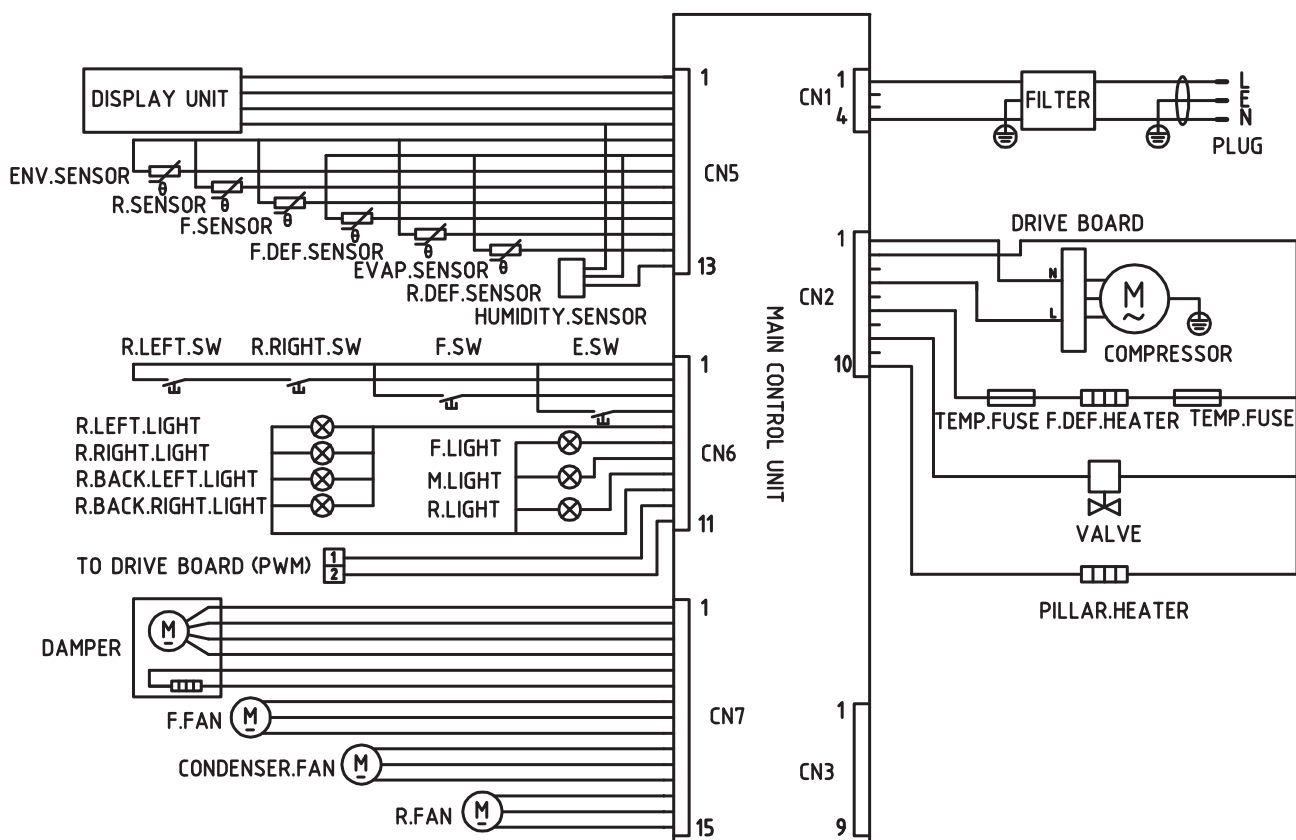 DISPLAY UNIT
ENV.SENSOR
R.SENSOR
F.SENSOR
F.DEF.SENSOR
EVAP.SENSOR
R.DEF.SENSOR
HUMIDITY.SENSOR
θ
θ
θ
θ
θ
θ
1
CN5
13
R.LEFT.SW
R.RIGHT.SW
F.SW
E.SW
R.LEFT.LIGHT
R.RIGHT.LIGHT
R.BACK.LEFT.LIGHT
R.BACK.RIGHT.LIGHT
F.LIGHT
M.LIGHT
R.LIGHT
1
CN6
11
TO DRIVE BOARD (PWM)
1
2
DAMPER
M
F.FAN
M
CONDENSER.FAN
M
R.FAN
M
1
CN7
15
MAIN CONTROL UNIT
CN1
1
4
FILTER
L
E
N
PLUG
DRIVE BOARD
1
CN2
10
N
L
M
~
COMPRESSOR
TEMP.FUSE
F.DEF.HEATER
TEMP.FUSE
VALVE
PILLAR.HEATER
1
CN3
9